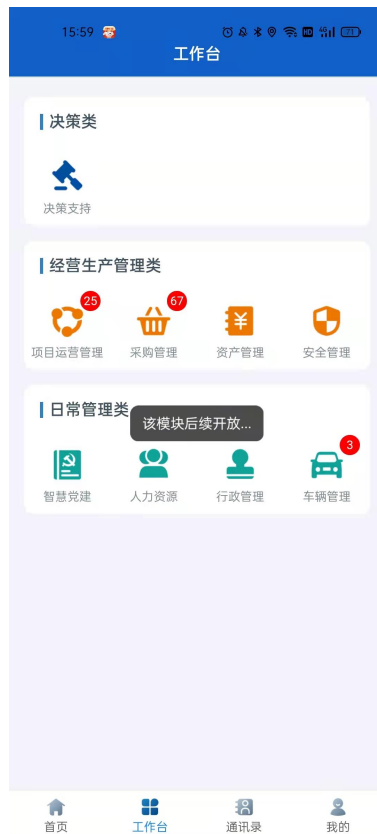 15:59
HD 4G 71
工作台
决策类
决策支持
经营生产管理类
25 67
项目运营管理 采购管理 资产管理 安全管理
日常管理类
该模块后续开放...
3
智慧党建 人力资源 行政管理 车辆管理
首页 工作台 通讯录 我的